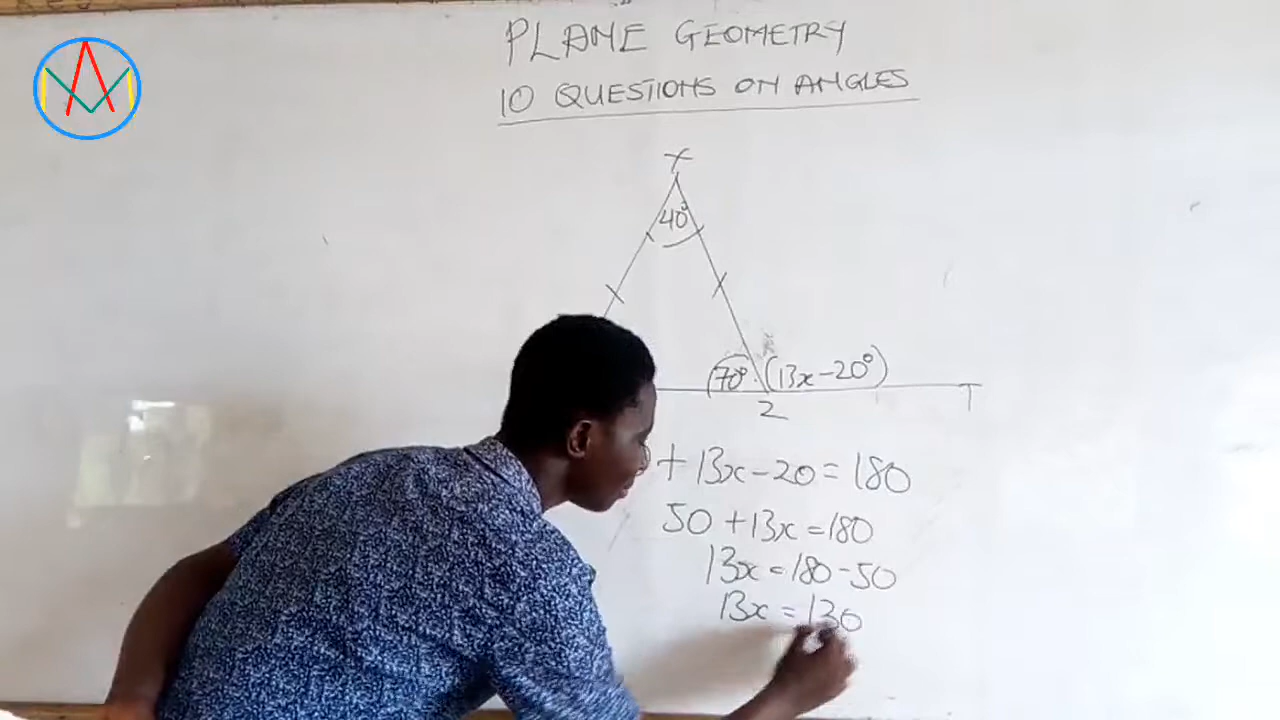 PLANE GEOMETRY
10 QUESTIONS ON ANGLES
X
40°
70° (13x-20°)
Z T
+ 13x-20=180
50 +13x=180
13x=180-50
13x=130